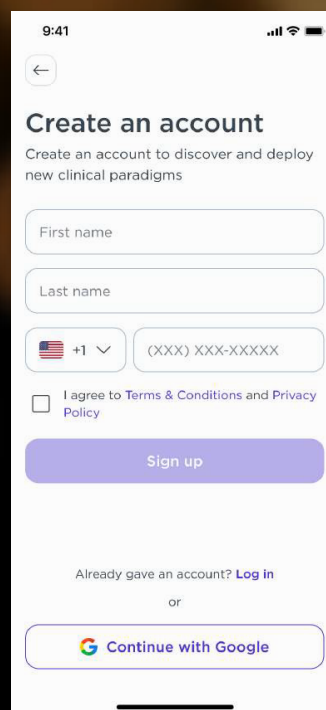 9:41
Create an account
Create an account to discover and deploy
new clinical paradigms
First name
Last name
+1
(XXX) XXX-XXXXX
I agree to Terms & Conditions and Privacy
Policy
Sign up
Already gave an account? Log in
or
Continue with Google